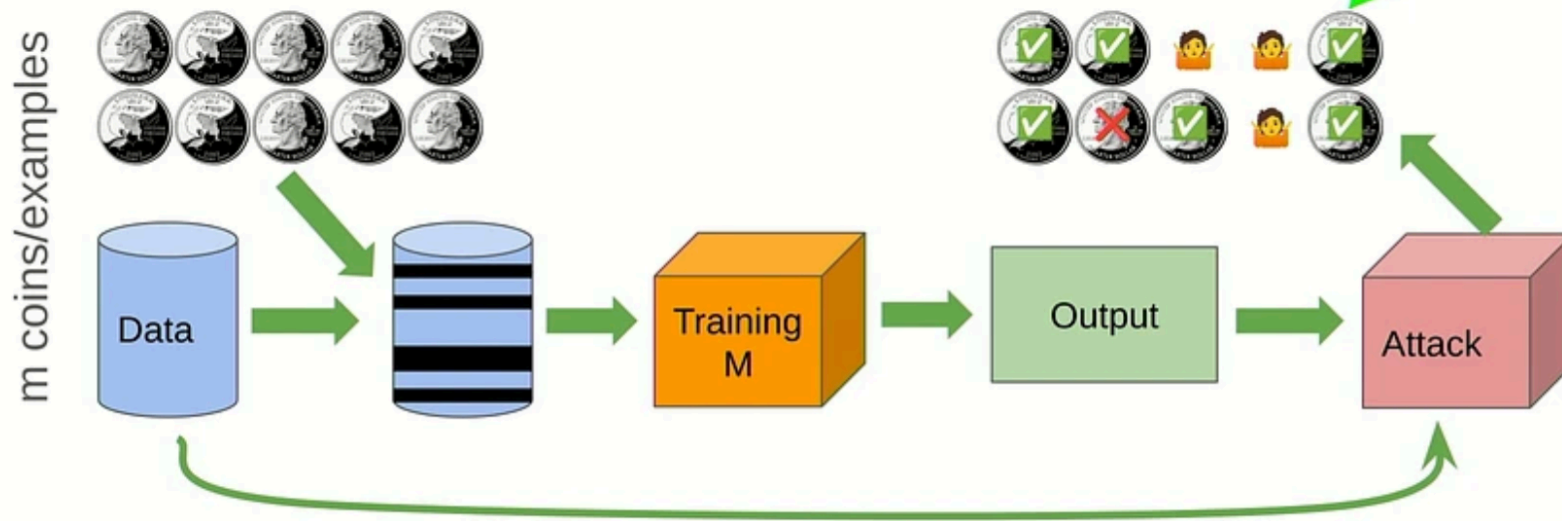 m coins/examples
Data
Training
M
Output
Attack